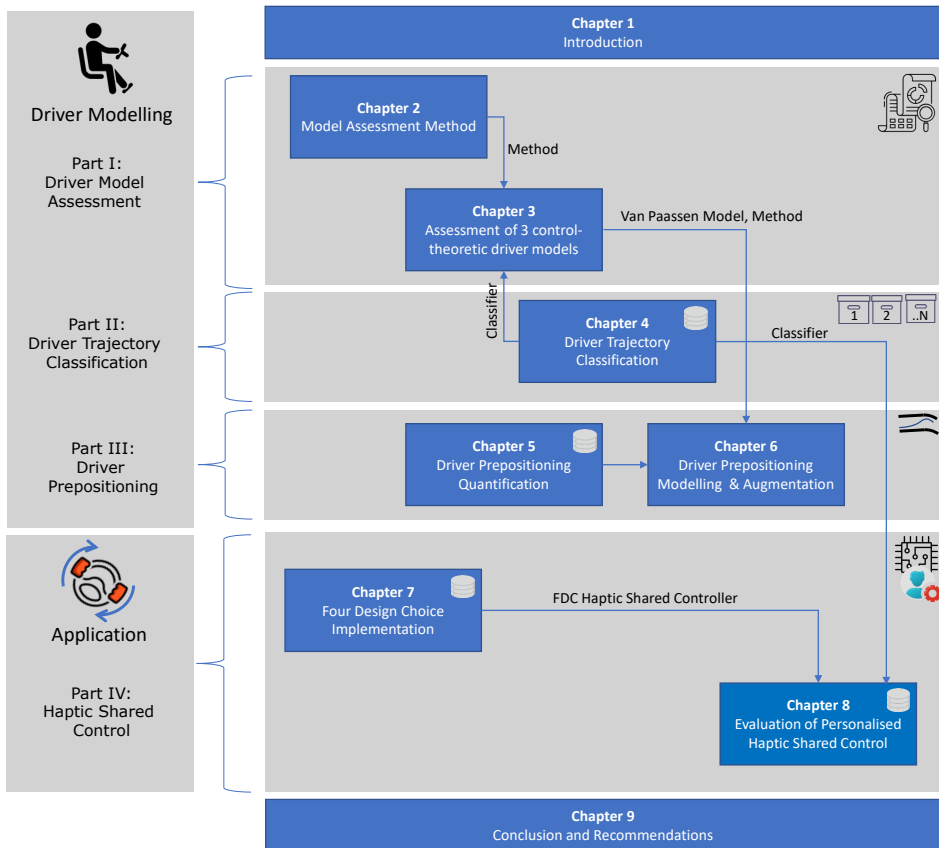 Chapter 1
Introduction
Driver Modelling
Part I:
Driver Model
Assessment
Chapter 2
Model Assessment Method
Method
Chapter 3
Assessment of 3 control-
theoretic driver models
Van Paassen Model, Method
Part II:
Driver Trajectory
Classification
Classifier
Chapter 4
Driver Trajectory
Classification
Classifier
1
2
..N
Part III:
Driver
Prepositioning
Chapter 5
Driver Prepositioning
Quantification
Chapter 6
Driver Prepositioning
Modelling & Augmentation
Application
Part IV:
Haptic Shared
Control
Chapter 7
Four Design Choice
Implementation
FDC Haptic Shared Controller
Chapter 8
Evaluation of Personalised
Haptic Shared Control
Chapter 9
Conclusion and Recommendations